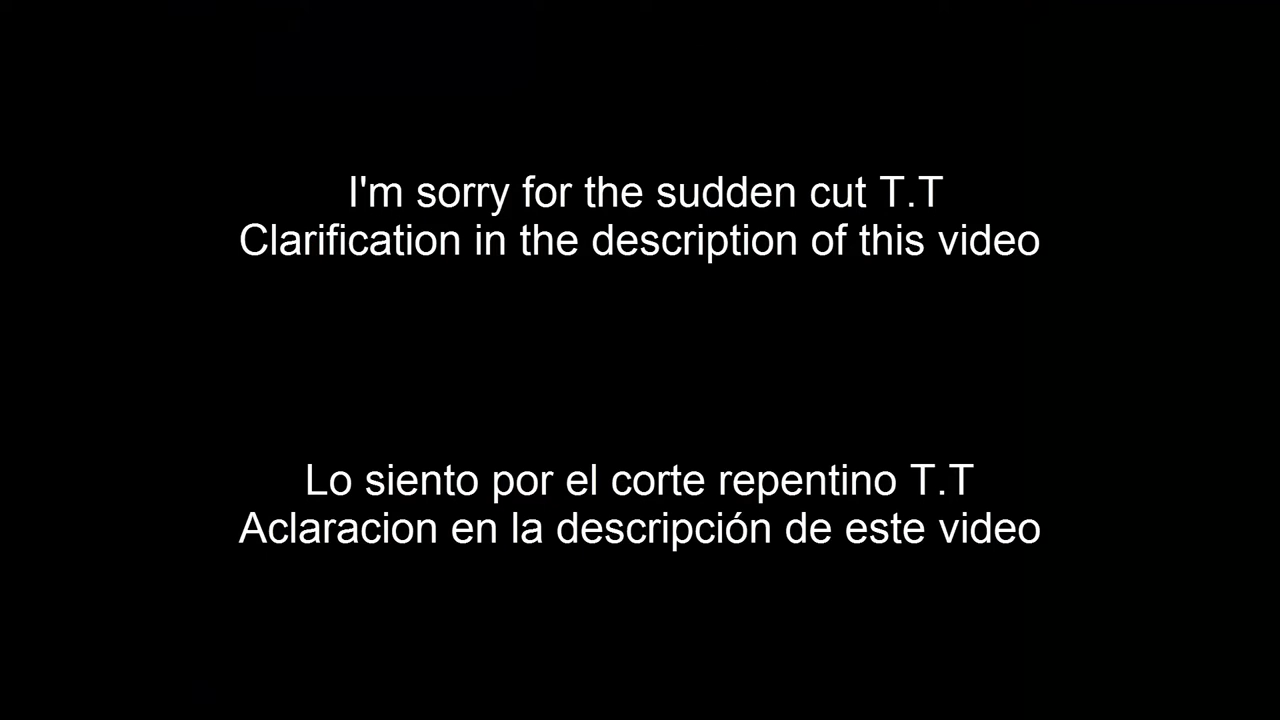 I'm sorry for the sudden cut T.T
Clarification in the description of this video
Lo siento por el corte repentino T.T
Aclaracion en la descripción de este video